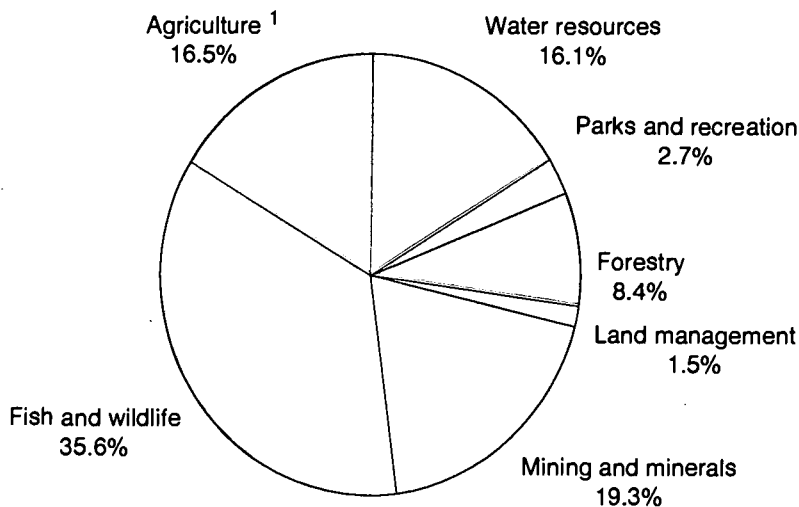 Agriculture 1
16.5%
Water resources
16.1%
Parks and recreation
2.7%
Forestry
8.4%
Land management
1.5%
Mining and minerals
19.3%
Fish and wildlife
35.6%